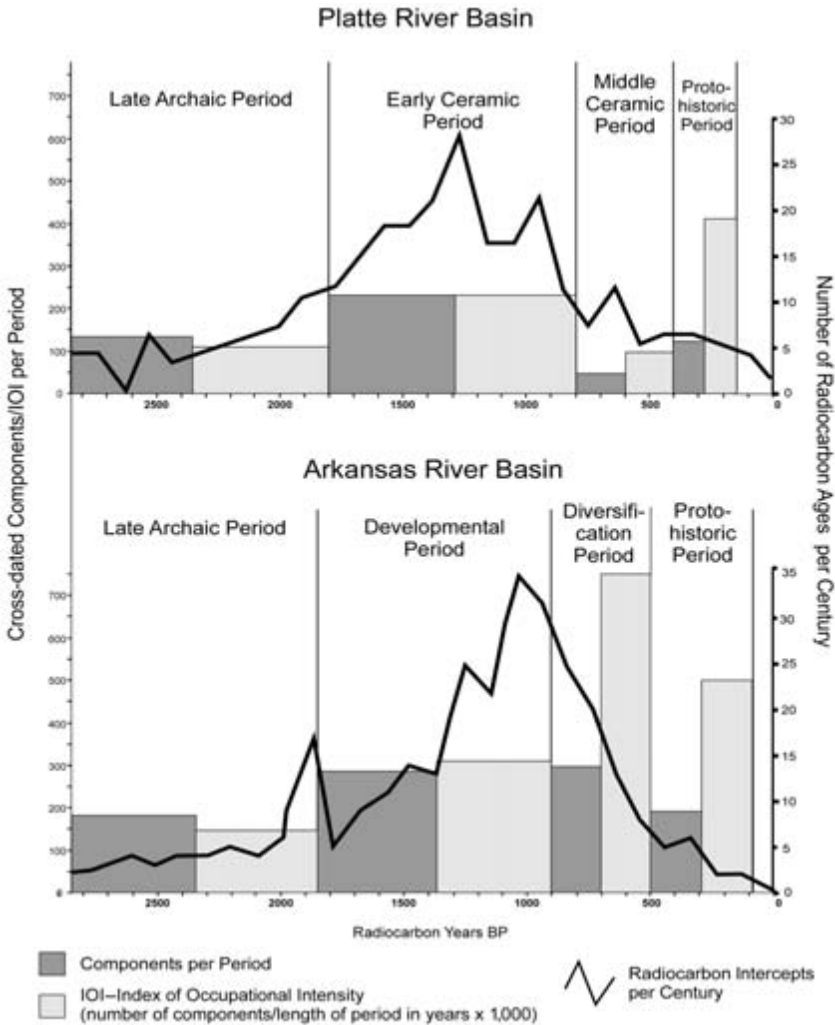 Platte River Basin
Late Archaic Period
Early Ceramic
Period
Middle
Ceramic
Period
Proto-
historic
Period
700
600
500
400
300
200
100
0
30
25
20
15
10
5
0
2500
2000
1500
1000
500
0
Cross-dated Components/IOI per Period
Number of Radiocarbon Ages per Century
Arkansas River Basin
Late Archaic Period
Developmental
Period
Diversifi-
cation
Period
Proto-
historic
Period
700
600
500
400
300
200
100
35
30
25
20
15
10
5
0
2500
2000
1500
1000
500
0
Radiocarbon Years BP
Components per Period
IOI–Index of Occupational Intensity
(number of components/length of period in years x 1,000)
Radiocarbon Intercepts
per Century